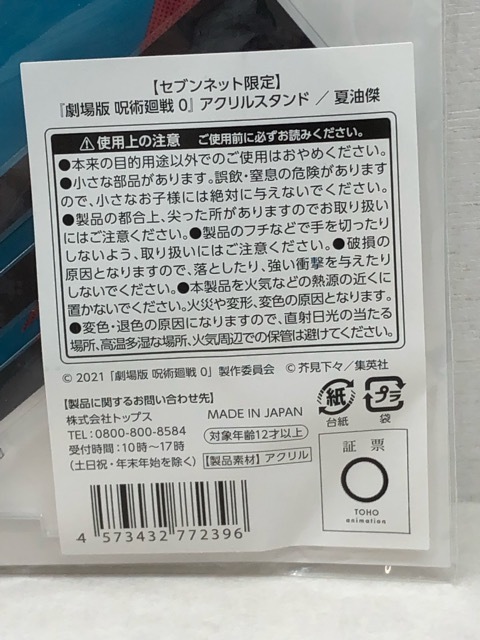 【セブンネット限定】
『劇場版 呪術廻戦 0』アクリルスタンド / 夏油傑
使用上の注意 ご使用前に必ずお読みください。
●本来の目的用途以外でのご使用はおやめください。
●小さな部品があります。誤飲・窒息の危険がありますので、小さなお子様には絶対に与えないでください。
●製品の都合上、尖った所がありますのでお取り扱いにはご注意ください。●製品のフチなどで手を切ったりしないよう、取り扱いにはご注意ください。●破損の原因となりますので、落としたり、強い衝撃を与えたりしないでください。●本製品を火気などの熱源の近くに置かないでください。火災や変形、変色の原因となります。
●変色・退色の原因になりますので、直射日光の当たる場所、高温多湿な場所、火気周辺での保管は避けてください。
© 2021「劇場版 呪術廻戦 0」製作委員会 ©芥見下々／集英社
【製品に関するお問い合わせ先】
株式会社トップス
TEL：0800-800-8584
受付時間：10時～17時
(土日祝・年末年始を除く)
MADE IN JAPAN
対象年齢12才以上
【製品素材】アクリル
紙
台紙
プラ
袋
証票
TOHO
animation
4 573432 772396